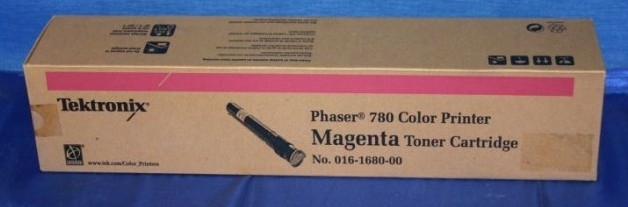 Tektronix
Phaser® 780 Color Printer
Magenta Toner Cartridge
No. 016-1680-00
www.tek.com/Color_Printers